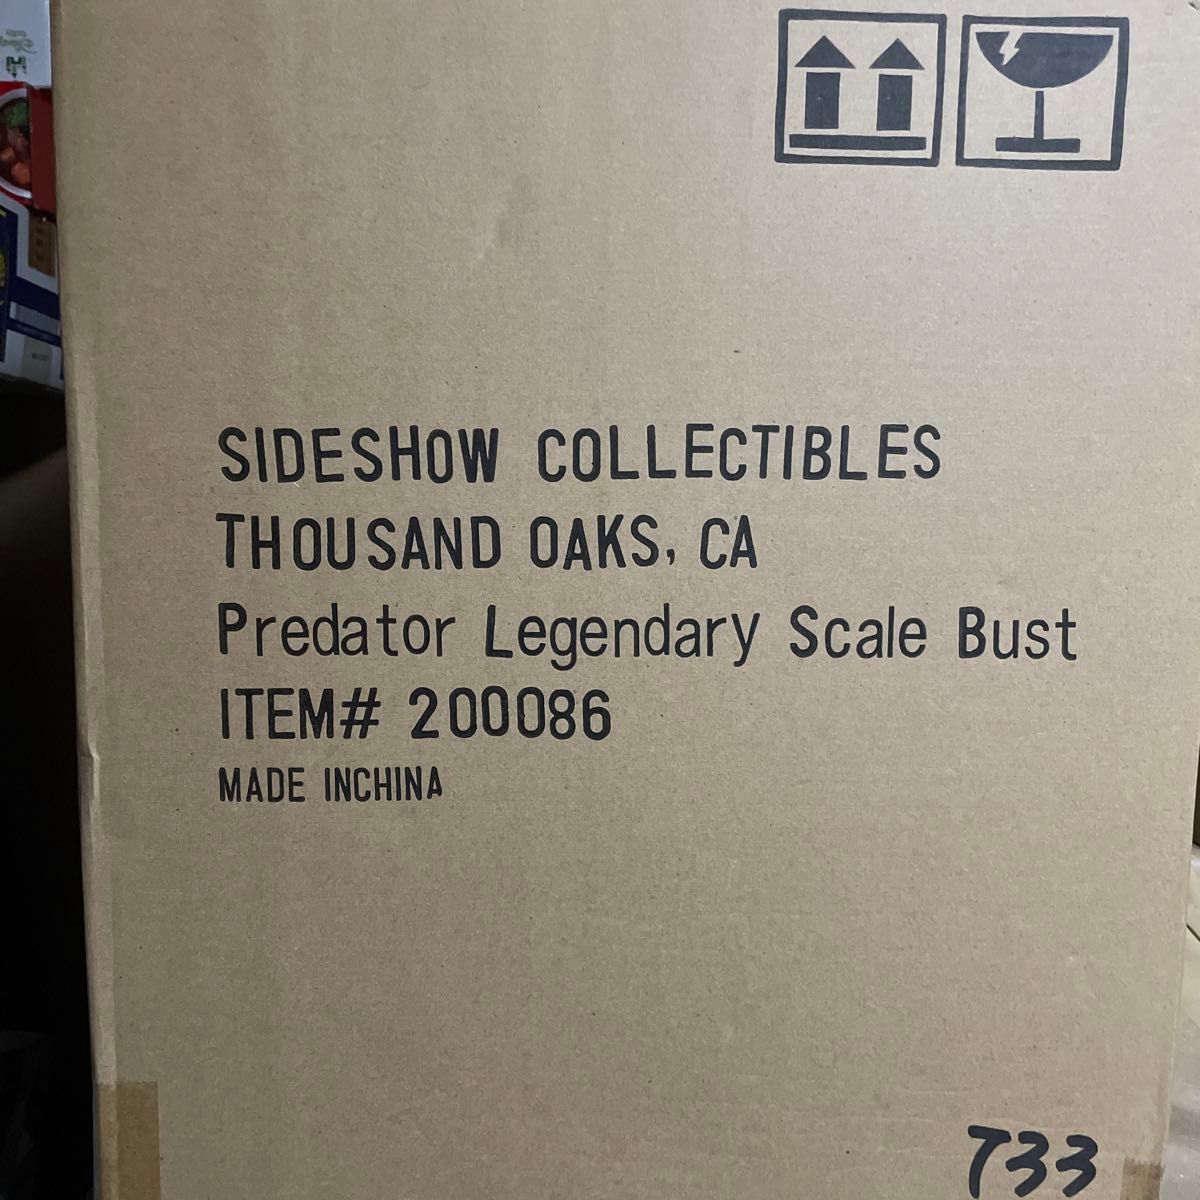 SIDESHOW COLLECTIBLES
THOUSAND OAKS, CA
Predator Legendary Scale Bust
ITEM# 200086
MADE INCHINA
733